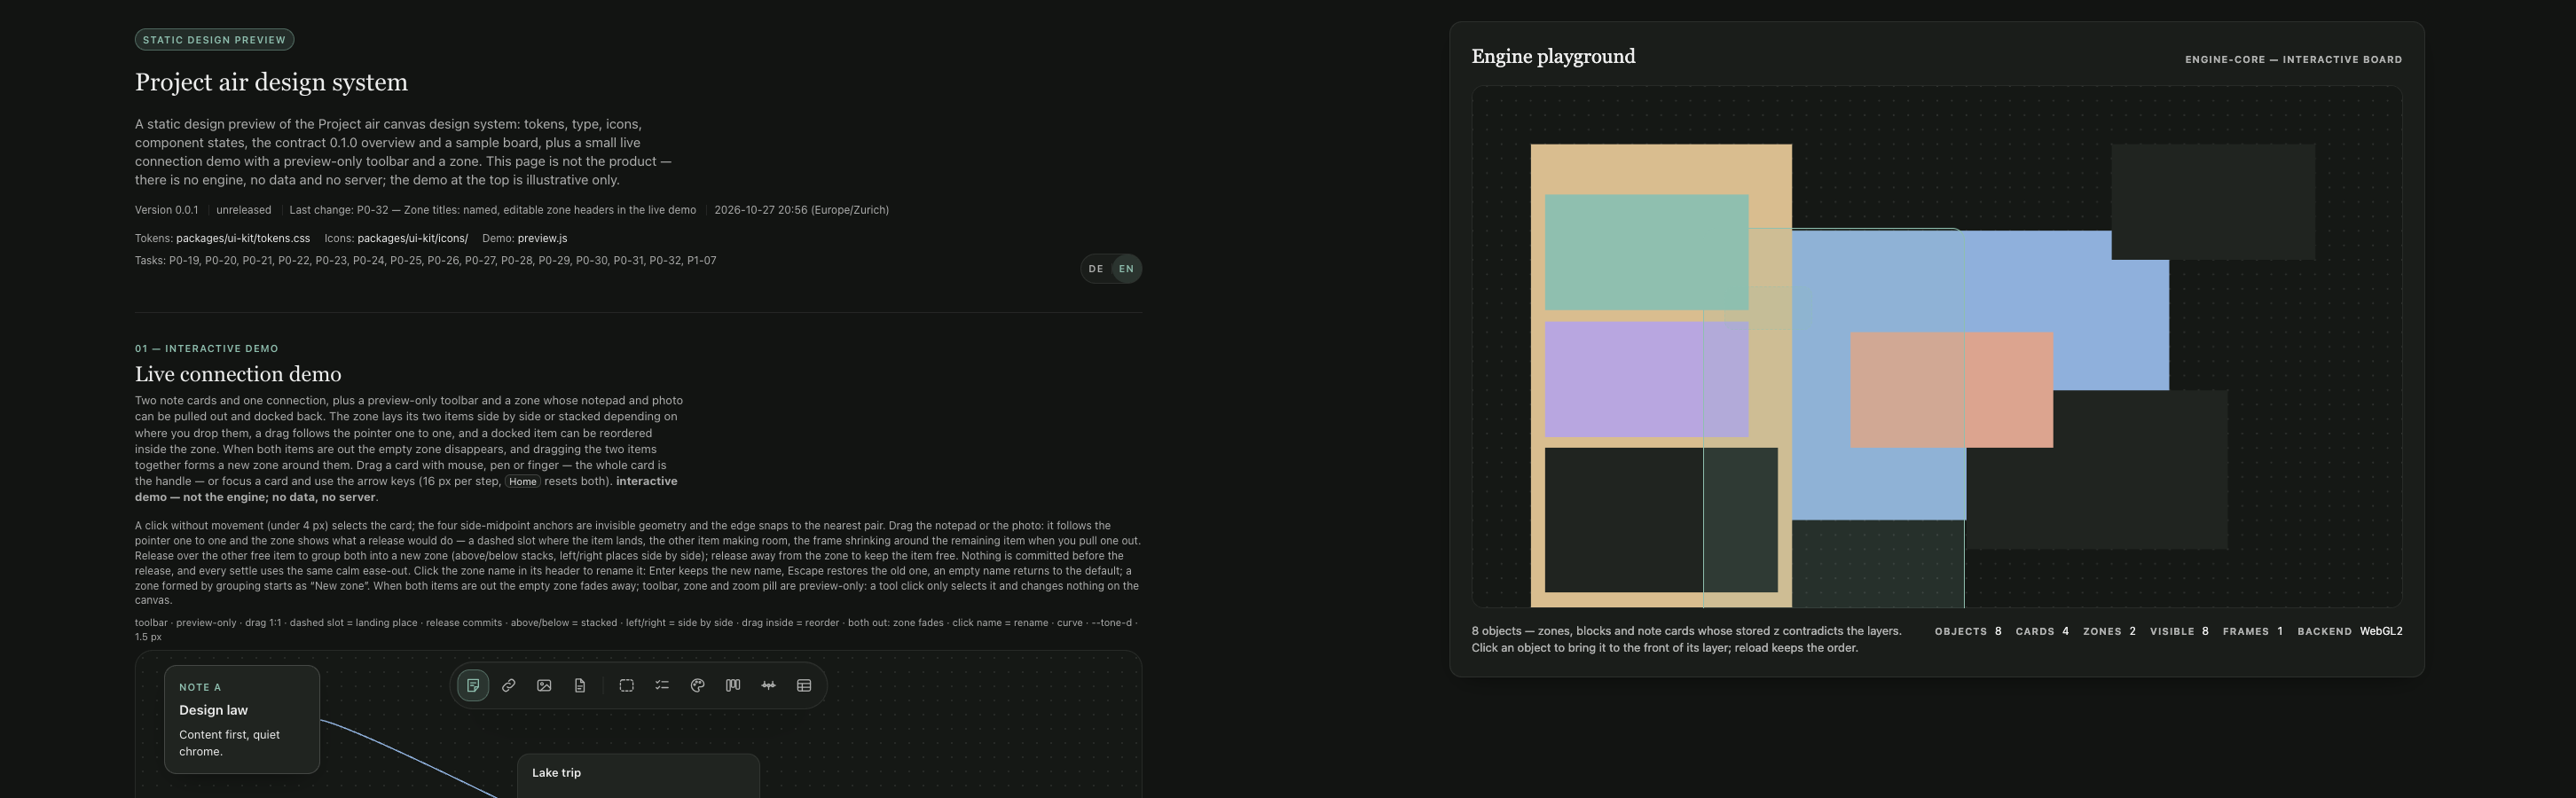 STATIC DESIGN PREVIEW
Project air design system
A static design preview of the Project air canvas design system: tokens, type, icons,
component states, the contract 0.1.0 overview and a sample board, plus a small live
connection demo with a preview-only toolbar and a zone. This page is not the product —
there is no engine, no data and no server; the demo at the top is illustrative only.
Version 0.0.1 unreleased Last change: P0-32 — Zone titles: named, editable zone headers in the live demo 2026-10-27 20:56 (Europe/Zurich)
Tokens: packages/ui-kit/tokens.css Icons: packages/ui-kit/icons/ Demo: preview.js
Tasks: P0-19, P0-20, P0-21, P0-22, P0-23, P0-24, P0-25, P0-26, P0-27, P0-28, P0-29, P0-30, P0-31, P0-32, P1-07
DE EN
01 — INTERACTIVE DEMO
Live connection demo
Two note cards and one connection, plus a preview-only toolbar and a zone whose notepad and photo
can be pulled out and docked back. The zone lays its two items side by side or stacked depending on
where you drop them, a drag follows the pointer one to one, and a docked item can be reordered
inside the zone. When both items are out the empty zone disappears, and dragging the two items
together forms a new zone around them. Drag a card with mouse, pen or finger — the whole card is
the handle — or focus a card and use the arrow keys (16 px per step, Home resets both). interactive
demo — not the engine; no data, no server.
A click without movement (under 4 px) selects the card; the four side-midpoint anchors are invisible geometry and the edge snaps to the nearest pair. Drag the notepad or the photo: it follows the
pointer one to one and the zone shows what a release would do — a dashed slot where the item lands, the other item making room, the frame shrinking around the remaining item when you pull one out.
Release over the other free item to group both into a new zone (above/below stacks, left/right places side by side); release away from the zone to keep the item free. Nothing is committed before the
release, and every settle uses the same calm ease-out. Click the zone name in its header to rename it: Enter keeps the new name, Escape restores the old one, an empty name returns to the default; a
zone formed by grouping starts as “New zone”. When both items are out the empty zone fades away; toolbar, zone and zoom pill are preview-only: a tool click only selects it and changes nothing on the
canvas.
toolbar · preview-only · drag 1:1 · dashed slot = landing place · release commits · above/below = stacked · left/right = side by side · drag inside = reorder · both out: zone fades · click name = rename · curve · --tone-d ·
1.5 px
NOTE A
Design law
Content first, quiet
chrome.
Lake trip
Engine playground
ENGINE-CORE — INTERACTIVE BOARD
8 objects — zones, blocks and note cards whose stored z contradicts the layers.
Click an object to bring it to the front of its layer; reload keeps the order.
OBJECTS 8 CARDS 4 ZONES 2 VISIBLE 8 FRAMES 1 BACKEND WebGL2